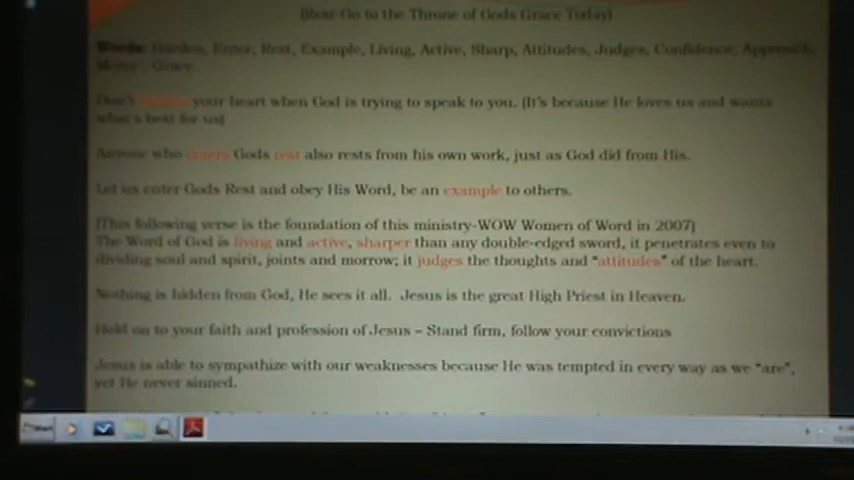 (Rest-Go to the Throne of Gods Grace Today)
Words: Harden, Enter, Rest, Example, Living, Active, Sharp, Attitudes, Judges, Confidence, Approach,
Mercy, Grace.
Don't harden your heart when God is trying to speak to you. (It's because He loves us and wants
what's best for us)
Anyone who enters Gods rest also rests from his own work, just as God did from His.
Let us enter Gods Rest and obey His Word, be an example to others.
(This following verse is the foundation of this ministry-WOW Women of Word in 2007)
The Word of God is living and active, sharper than any double-edged sword, it penetrates even to
dividing soul and spirit, joints and morrow; it judges the thoughts and "attitudes" of the heart.
Nothing is hidden from God, He sees it all. Jesus is the great High Priest in Heaven.
Hold on to your faith and profession of Jesus – Stand firm, follow your convictions
Jesus is able to sympathize with our weaknesses because He was tempted in every way as we "are",
yet He never sinned.